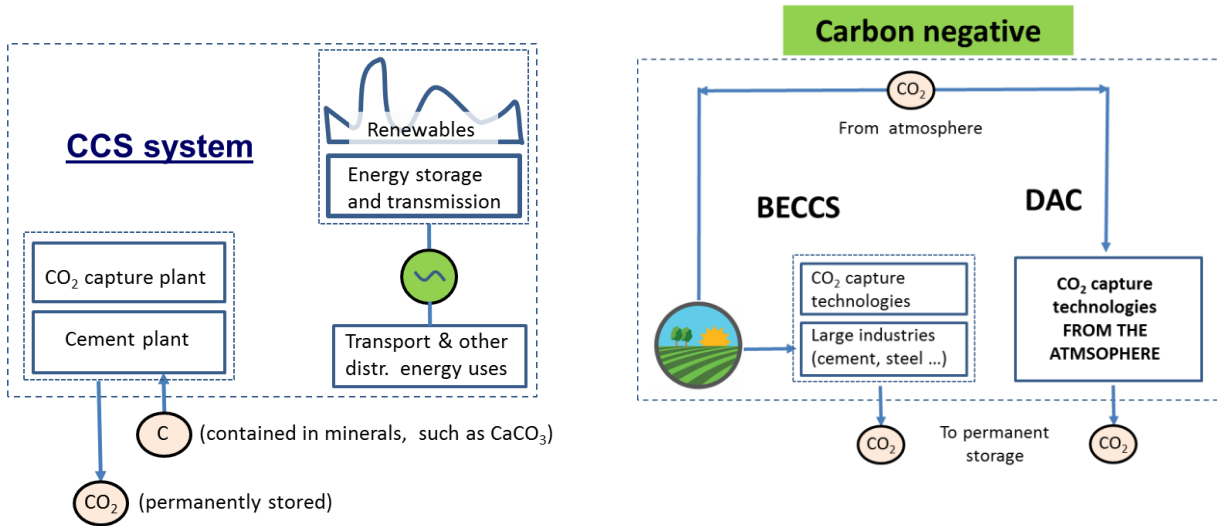 CCS system
Renewables
Energy storage
and transmission
CO₂ capture plant
Cement plant
Transport & other
distr. energy uses
C
(contained in minerals, such as CaCO₃)
CO₂
(permanently stored)
Carbon negative
CO₂
From atmosphere
BECCS
DAC
CO₂ capture
technologies
Large industries
(cement, steel ...)
CO₂ capture
technologies
FROM THE
ATMSOPHERE
CO₂
To permanent
storage
CO₂